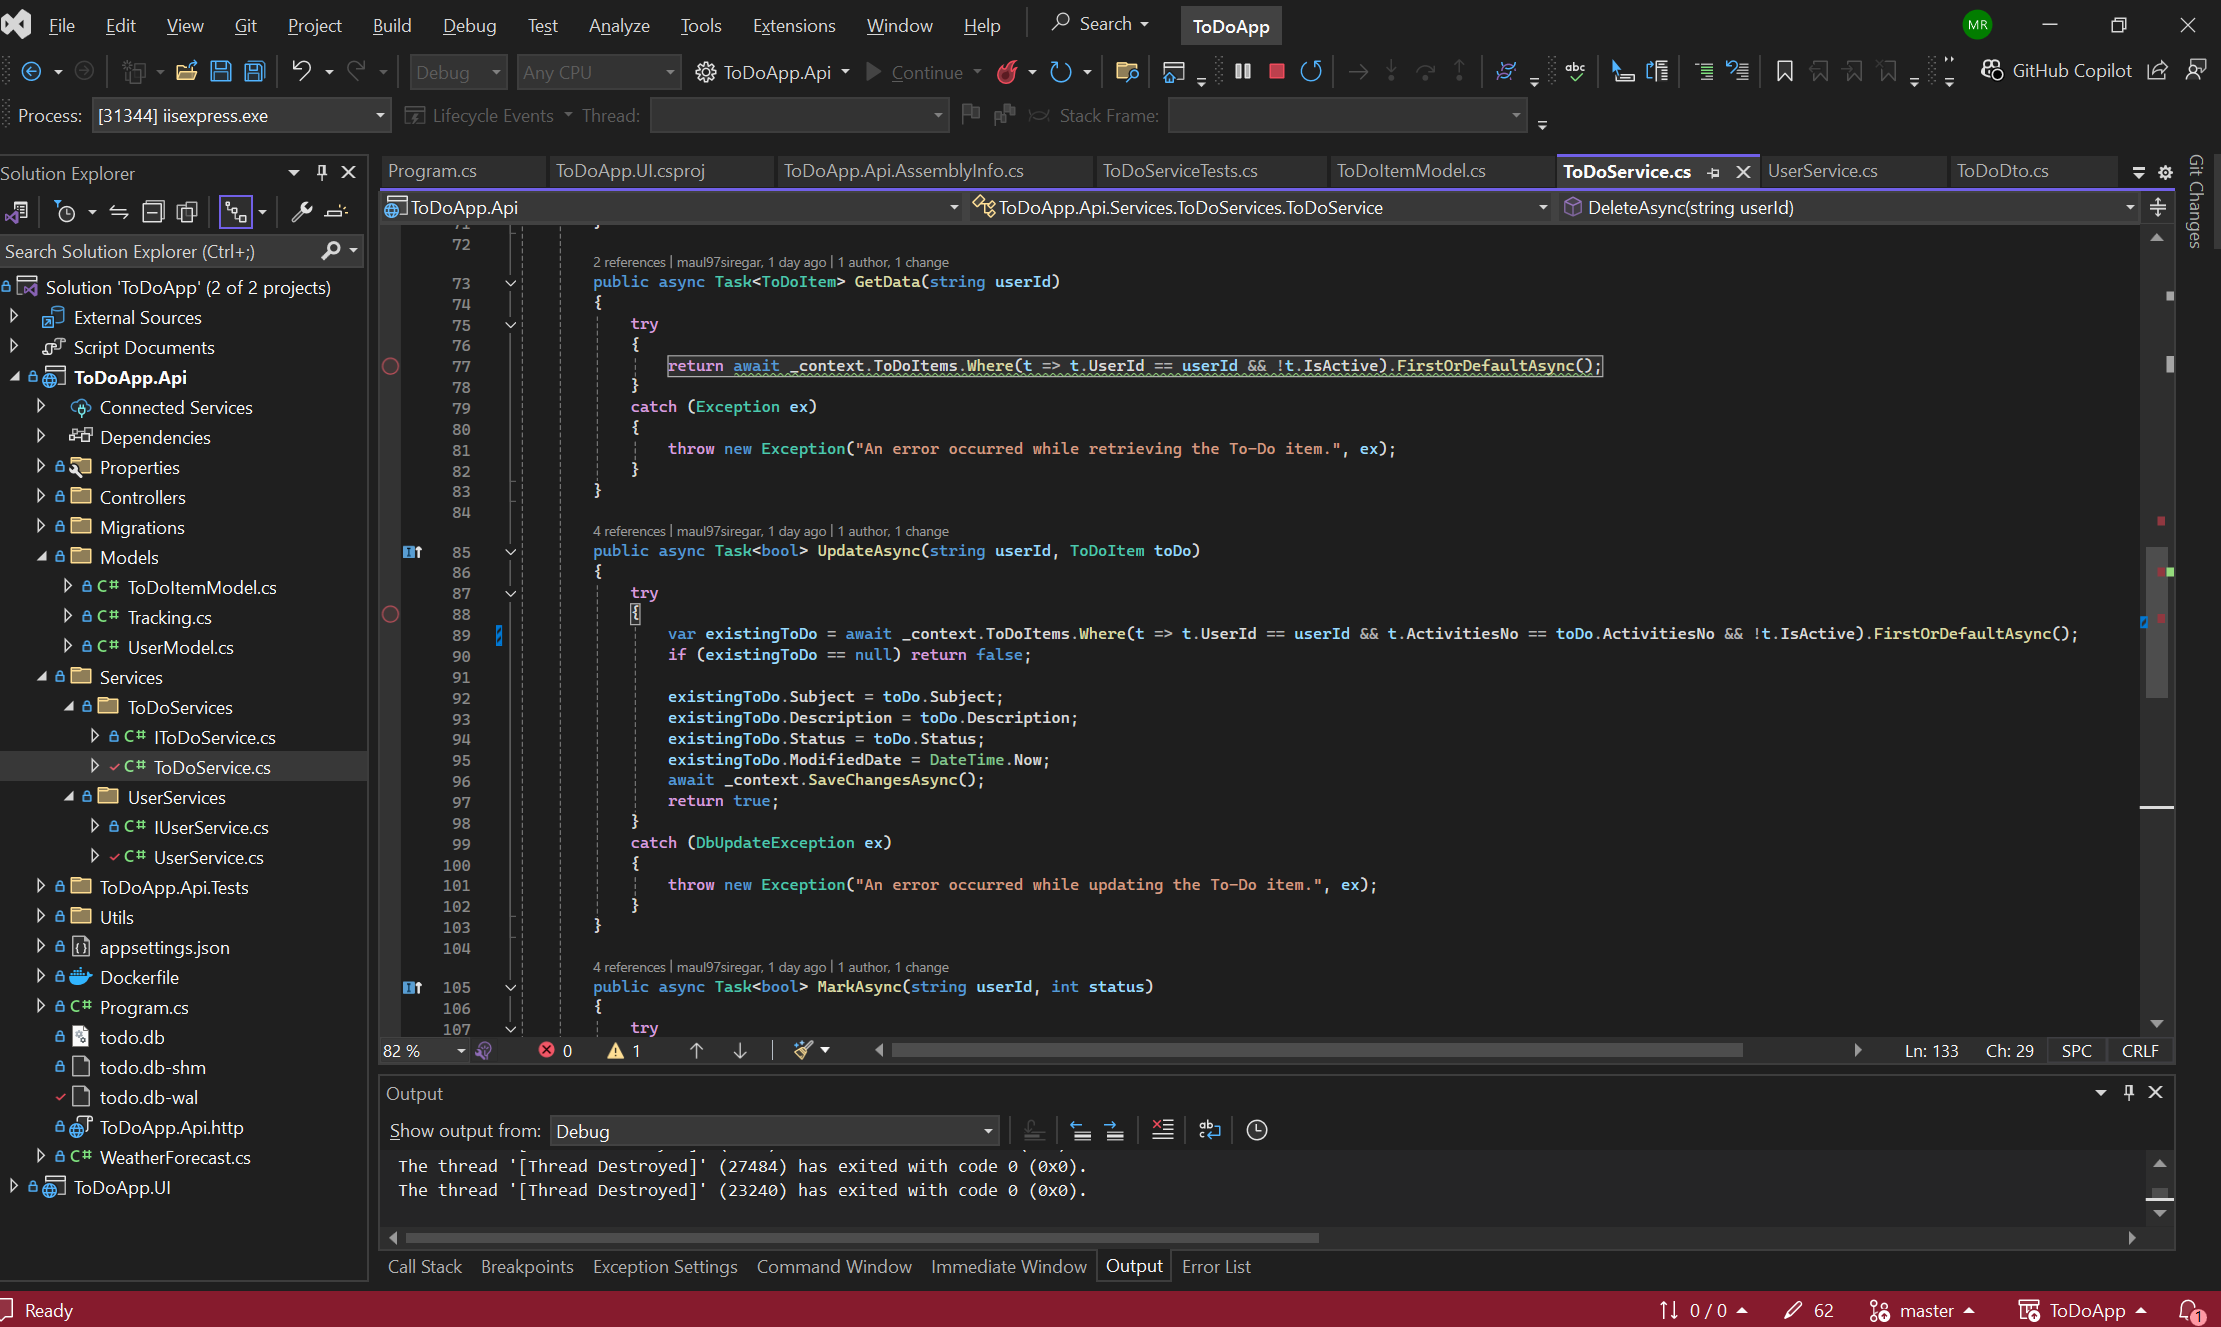 File Edit View Git Project Build Debug Test Analyze Tools Extensions Window Help Search ToDoApp MR
Debug Any CPU ToDoApp.Api Continue GitHub Copilot
Process: [31344] iisexpress.exe Lifecycle Events Thread: Stack Frame:
Solution Explorer
Search Solution Explorer (Ctrl+;)
Solution 'ToDoApp' (2 of 2 projects)
External Sources
Script Documents
ToDoApp.Api
Connected Services
Dependencies
Properties
Controllers
Migrations
Models
C# ToDoItemModel.cs
C# Tracking.cs
C# UserModel.cs
Services
ToDoServices
C# IToDoService.cs
C# ToDoService.cs
UserServices
C# IUserService.cs
C# UserService.cs
ToDoApp.Api.Tests
Utils
appsettings.json
Dockerfile
C# Program.cs
todo.db
todo.db-shm
todo.db-wal
ToDoApp.Api.http
C# WeatherForecast.cs
ToDoApp.UI
Program.cs ToDoApp.UI.csproj ToDoApp.Api.AssemblyInfo.cs ToDoServiceTests.cs ToDoItemModel.cs ToDoService.cs UserService.cs ToDoDto.cs
ToDoApp.Api ToDoApp.Api.Services.ToDoServices.ToDoService DeleteAsync(string userId)
71 }
72
2 references | maul97siregar, 1 day ago | 1 author, 1 change
73 public async Task<ToDoItem> GetData(string userId)
74 {
75 try
76 {
77 return await _context.ToDoItems.Where(t => t.UserId == userId && !t.IsActive).FirstOrDefaultAsync();
78 }
79 catch (Exception ex)
80 {
81 throw new Exception("An error occurred while retrieving the To-Do item.", ex);
82 }
83 }
84
4 references | maul97siregar, 1 day ago | 1 author, 1 change
85 public async Task<bool> UpdateAsync(string userId, ToDoItem toDo)
86 {
87 try
88 {
89 var existingToDo = await _context.ToDoItems.Where(t => t.UserId == userId && t.ActivitiesNo == toDo.ActivitiesNo && !t.IsActive).FirstOrDefaultAsync();
90 if (existingToDo == null) return false;
91
92 existingToDo.Subject = toDo.Subject;
93 existingToDo.Description = toDo.Description;
94 existingToDo.Status = toDo.Status;
95 existingToDo.ModifiedDate = DateTime.Now;
96 await _context.SaveChangesAsync();
97 return true;
98 }
99 catch (DbUpdateException ex)
100 {
101 throw new Exception("An error occurred while updating the To-Do item.", ex);
102 }
103 }
104
4 references | maul97siregar, 1 day ago | 1 author, 1 change
105 public async Task<bool> MarkAsync(string userId, int status)
106 {
107 try
82 % 0 1 Ln: 133 Ch: 29 SPC CRLF
Output
Show output from: Debug
The thread '[Thread Destroyed]' (27484) has exited with code 0 (0x0).
The thread '[Thread Destroyed]' (23240) has exited with code 0 (0x0).
Call Stack Breakpoints Exception Settings Command Window Immediate Window Output Error List
Git Changes
Ready 0 / 0 62 master ToDoApp 1